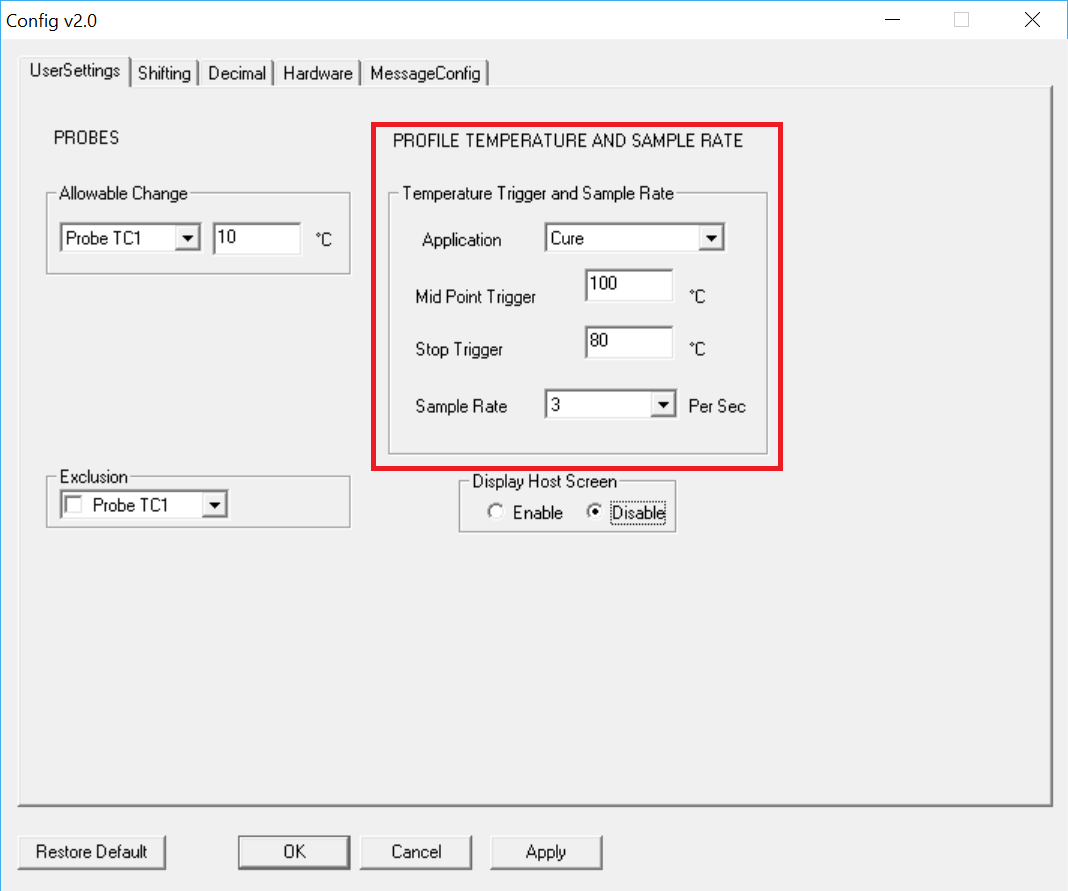 Config v2.0
UserSettings Shifting Decimal Hardware MessageConfig
PROBES
Allowable Change
Probe TC1 10 °C
Exclusion
Probe TC1
PROFILE TEMPERATURE AND SAMPLE RATE
Temperature Trigger and Sample Rate
Application Cure
Mid Point Trigger 100 °C
Stop Trigger 80 °C
Sample Rate 3 Per Sec
Display Host Screen
Enable Disable
Restore Default OK Cancel Apply